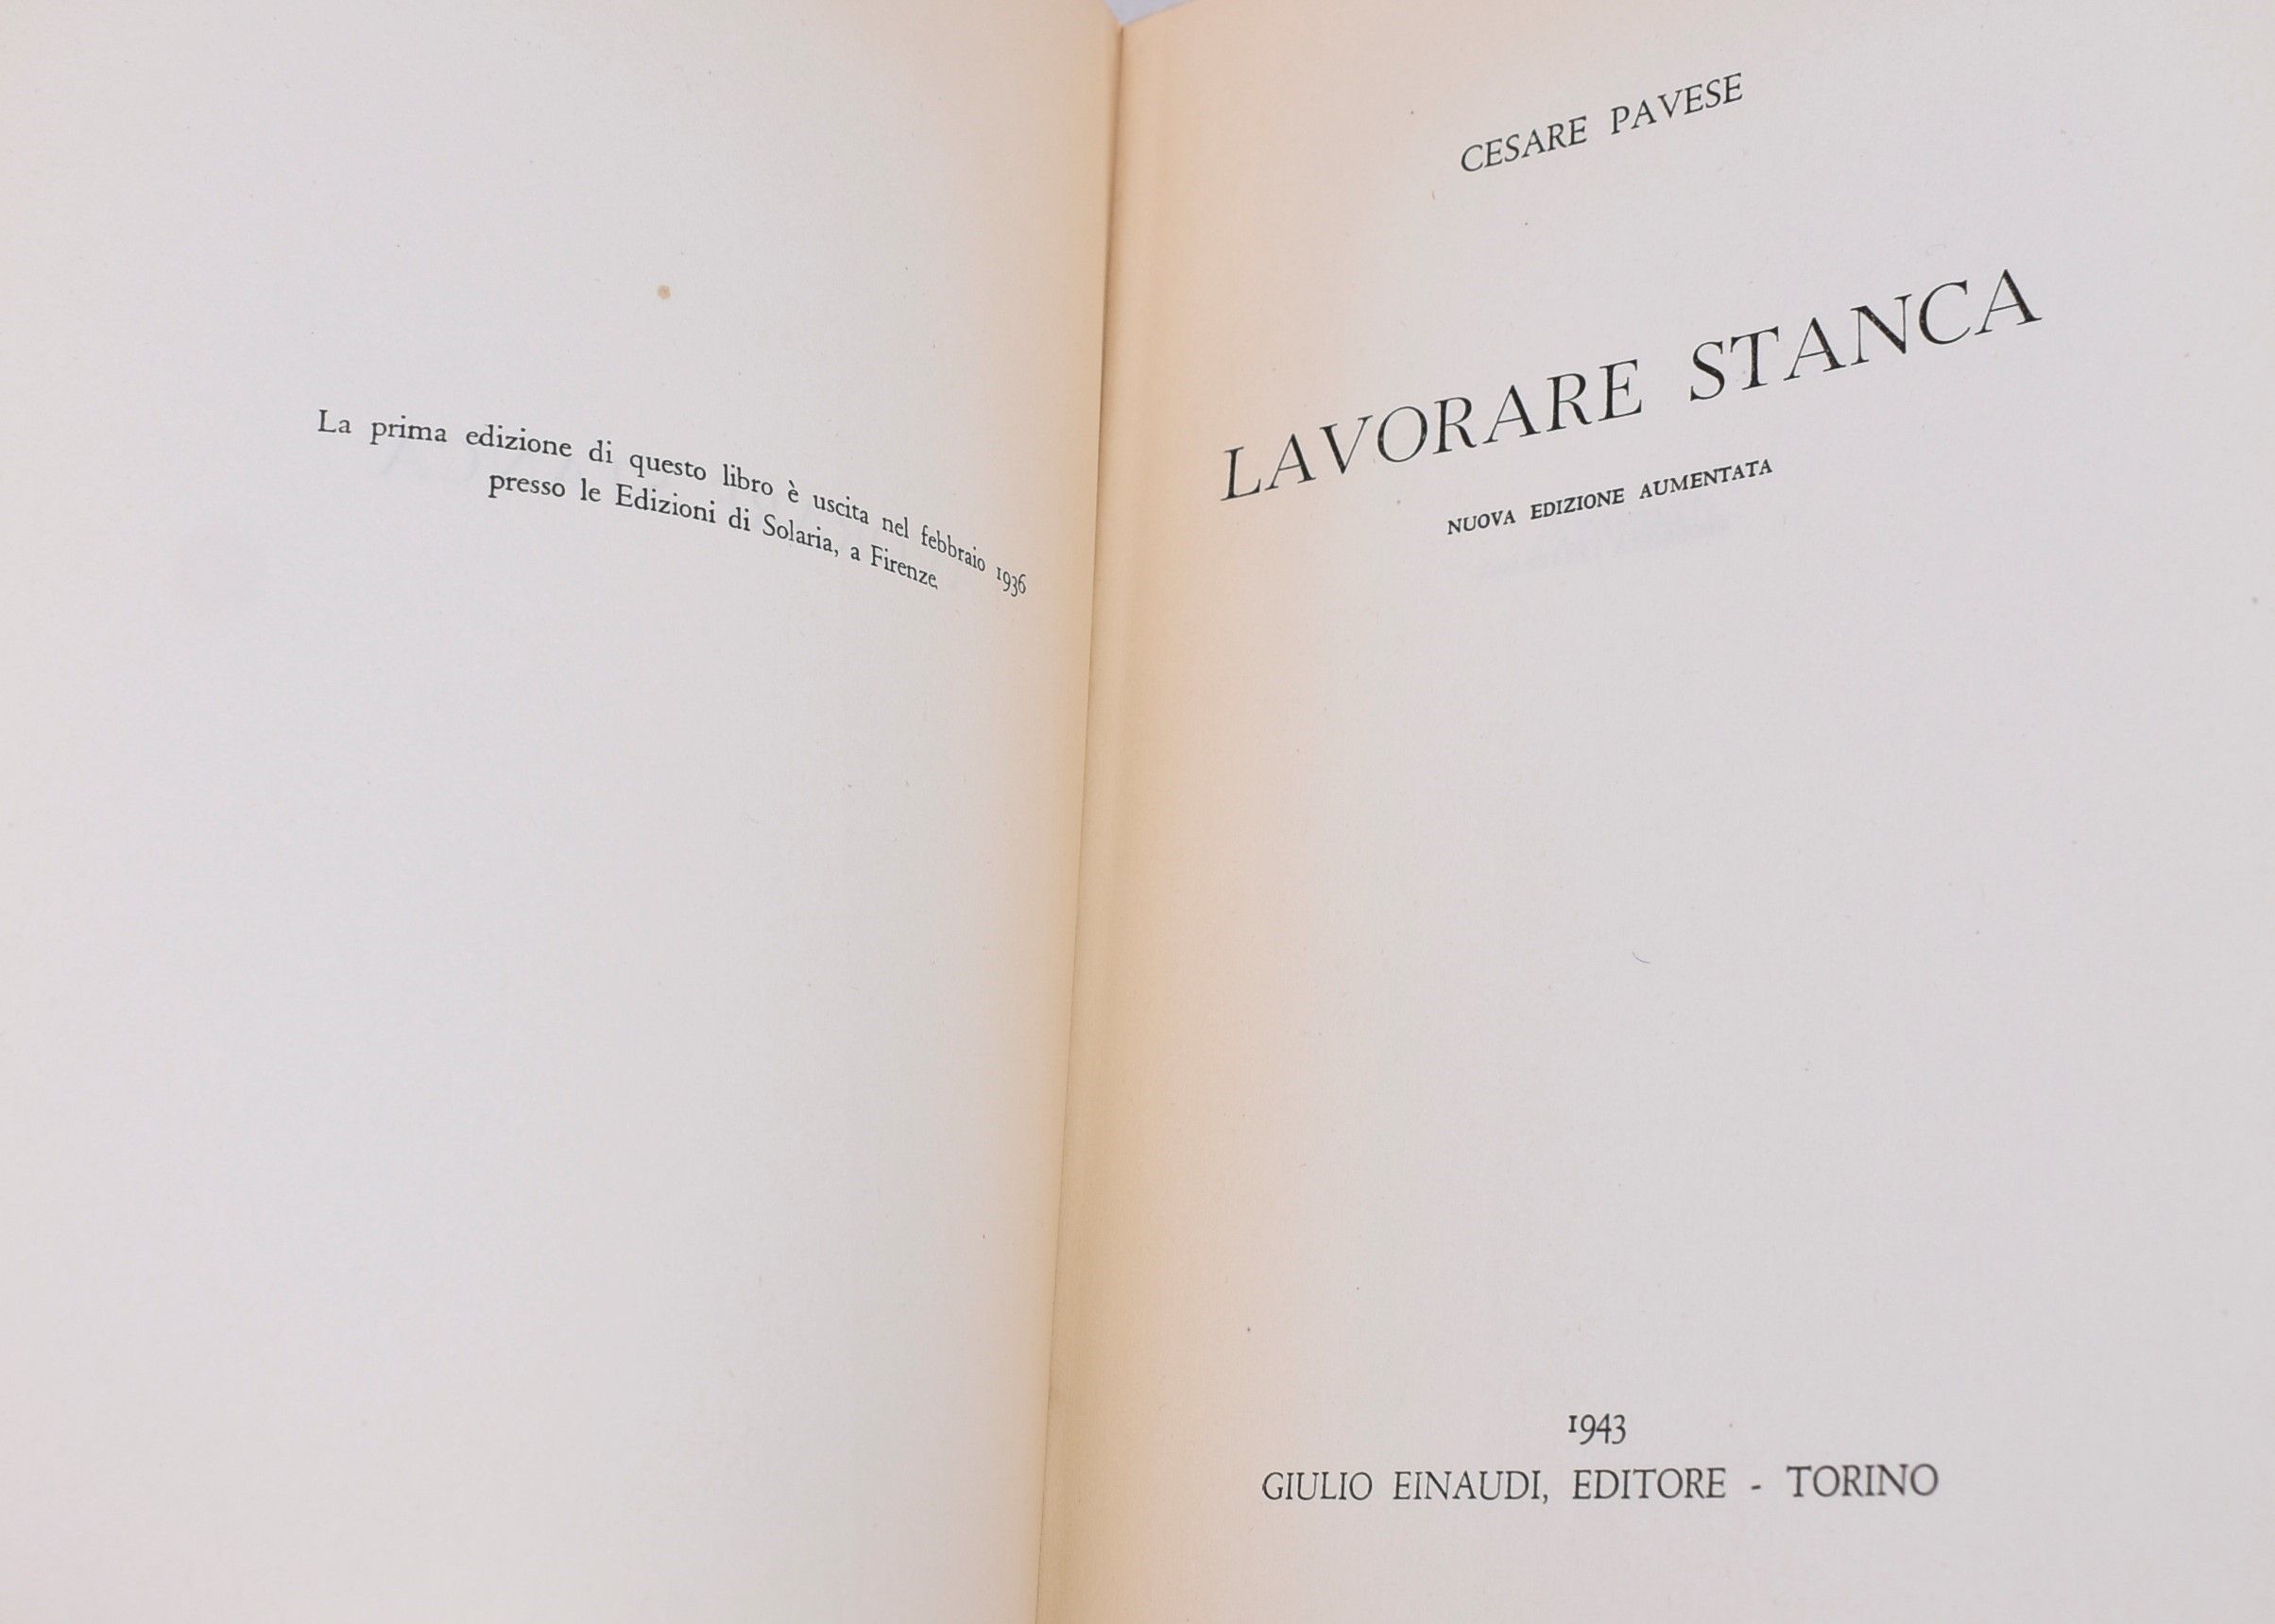 La prima edizione di questo libro è uscita nel febbraio 1936
presso le Edizioni di Solaria, a Firenze.
CESARE PAVESE
LAVORARE STANCA
NUOVA EDIZIONE AUMENTATA
1943
GIULIO EINAUDI, EDITORE - TORINO